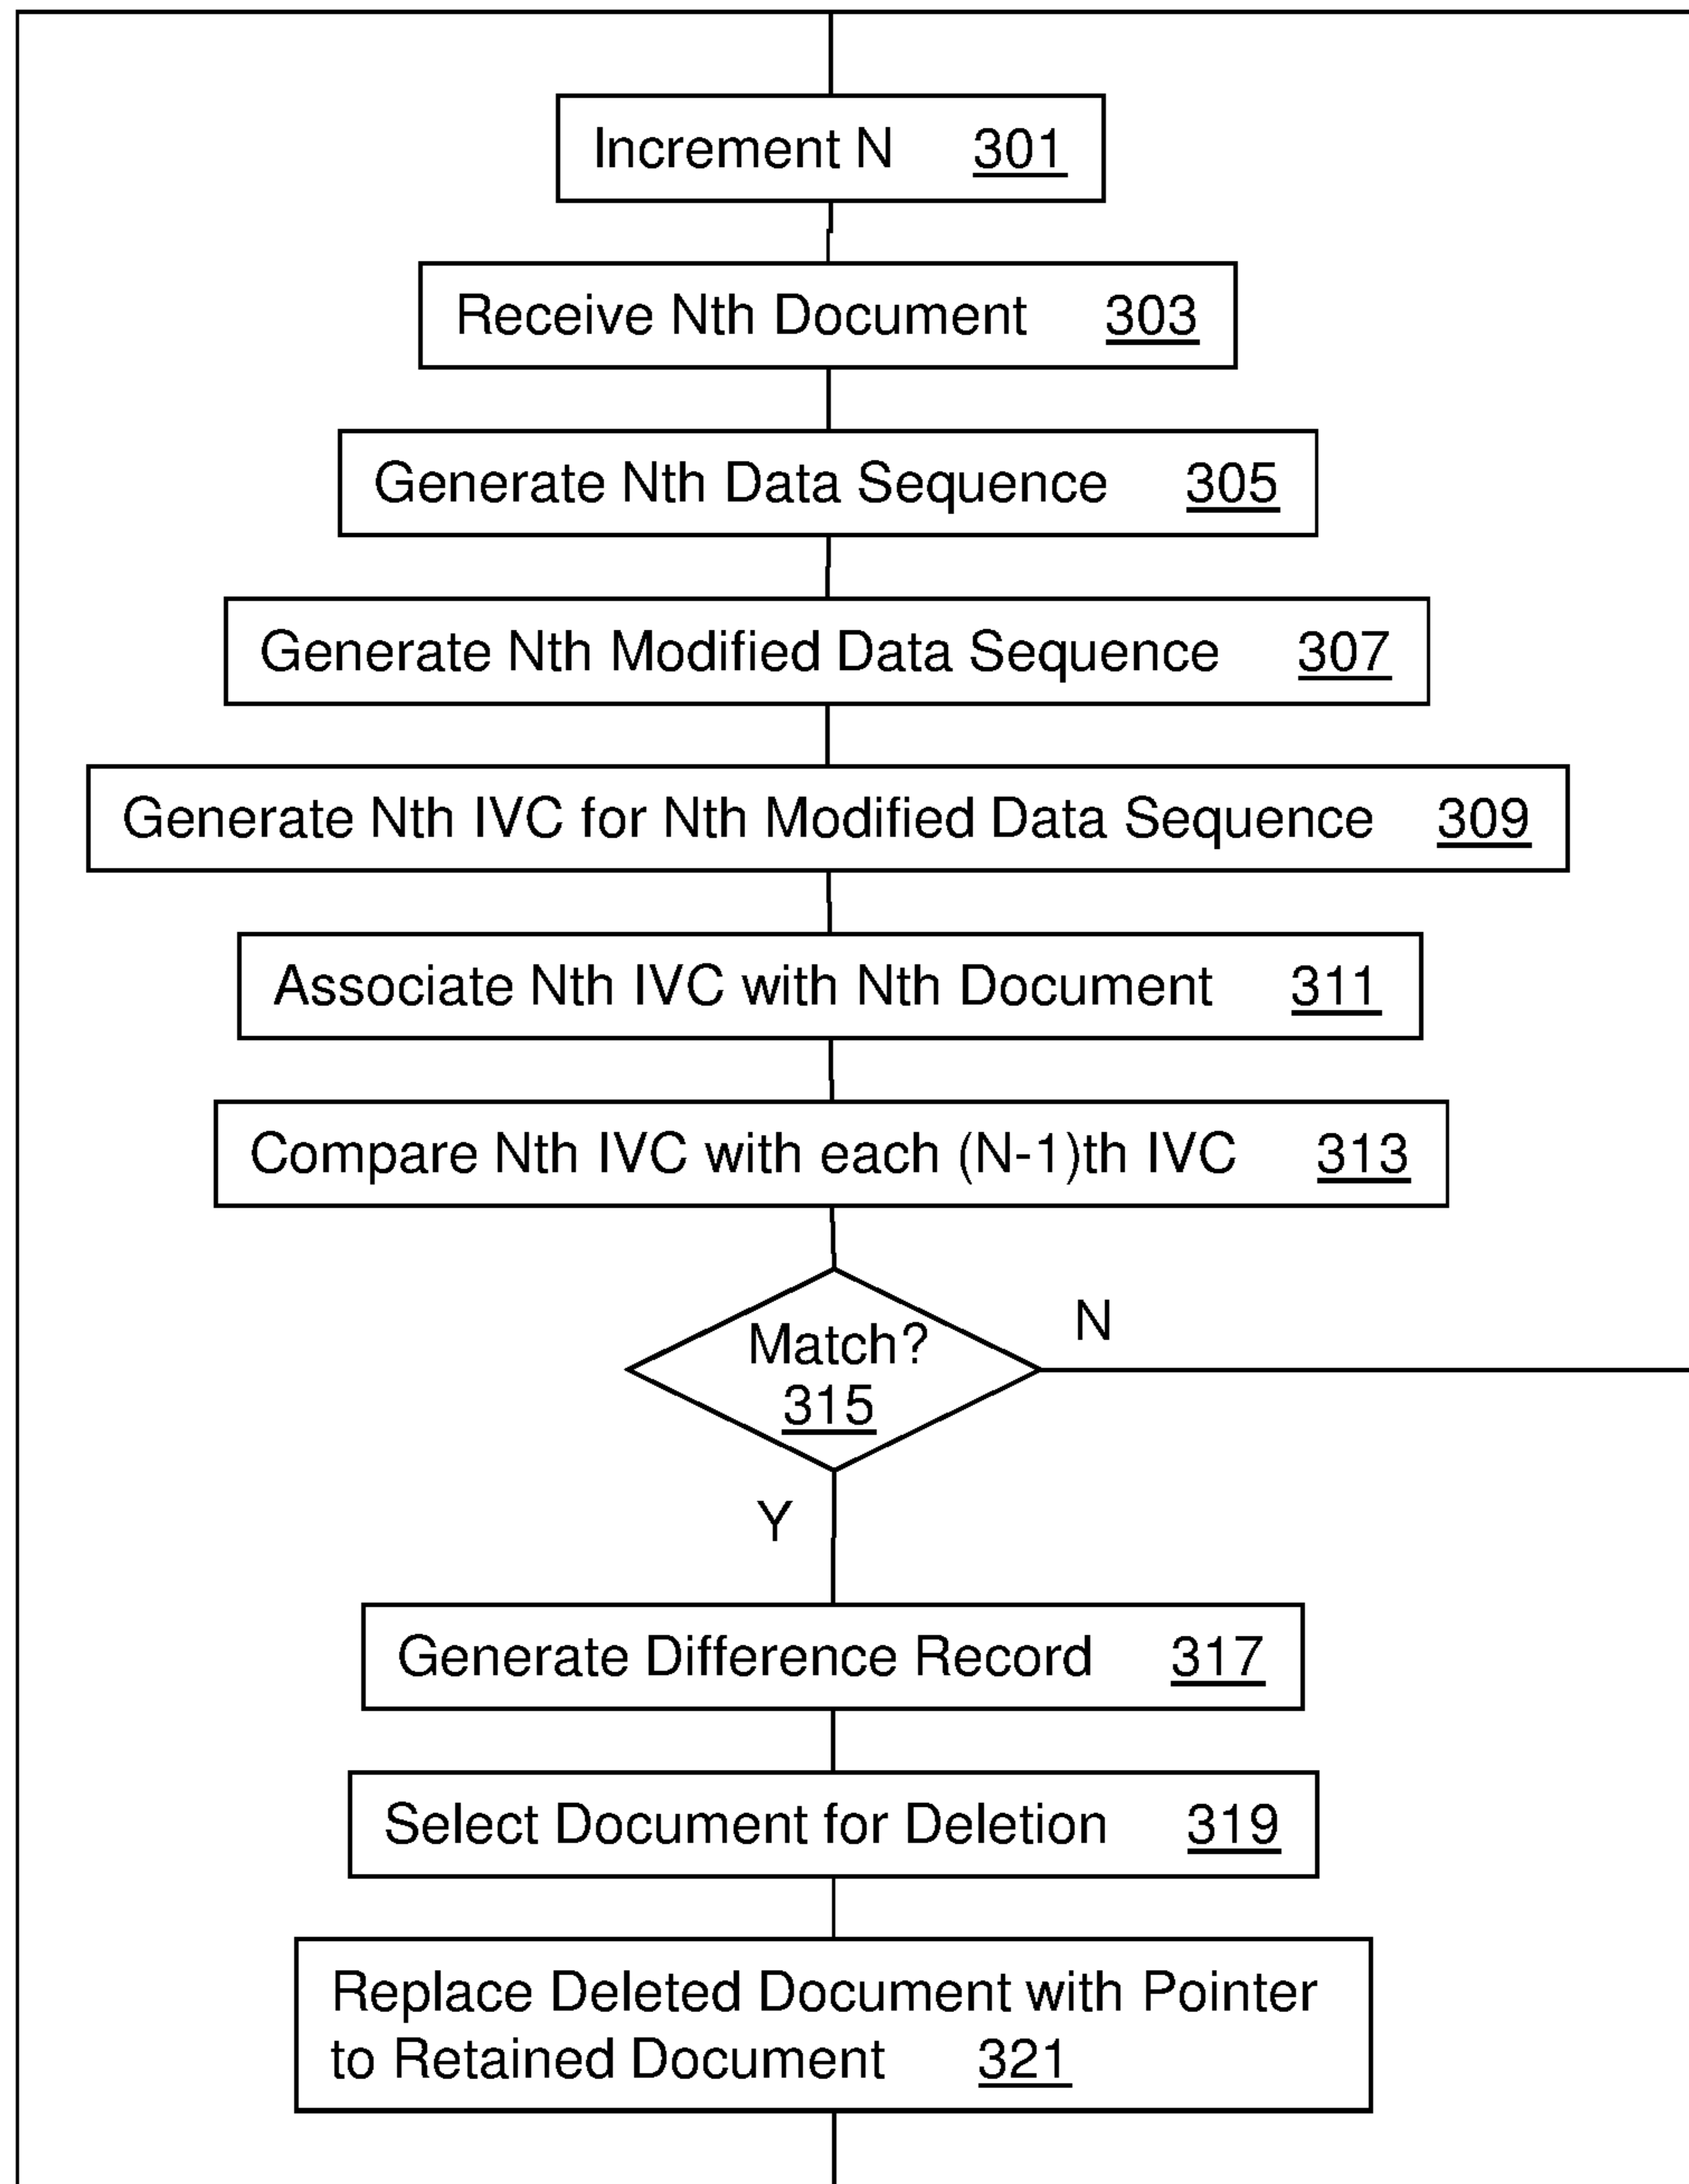 Increment N 301
Receive Nth Document 303
Generate Nth Data Sequence 305
Generate Nth Modified Data Sequence 307
Generate Nth IVC for Nth Modified Data Sequence 309
Associate Nth IVC with Nth Document 311
Compare Nth IVC with each (N-1)th IVC 313
Match?
315
N
Y
Generate Difference Record 317
Select Document for Deletion 319
Replace Deleted Document with Pointer
to Retained Document 321